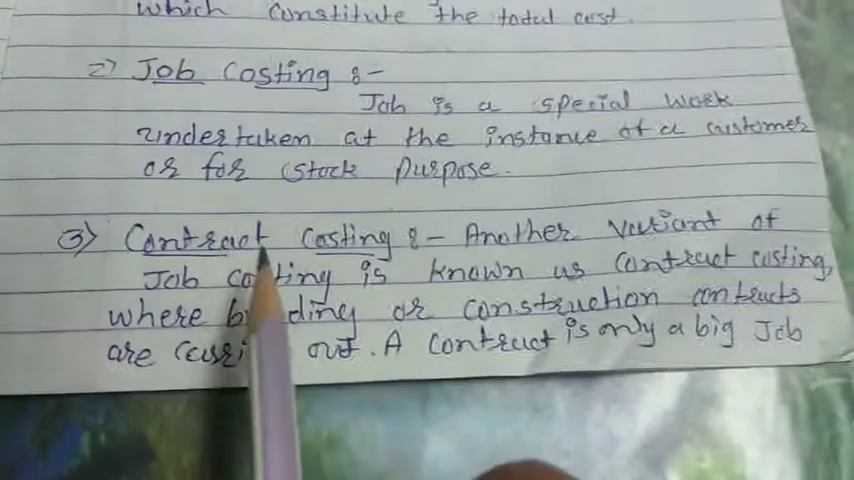 which constitute the total cost.
2) Job Costing :-
Job is a special work
undertaken at the instance of a customer
or for stock purpose.
3) Contract Costing :- Another variant of
Job costing is known as contract costing,
where building or construction contracts
are carried out. A contract is only a big Job